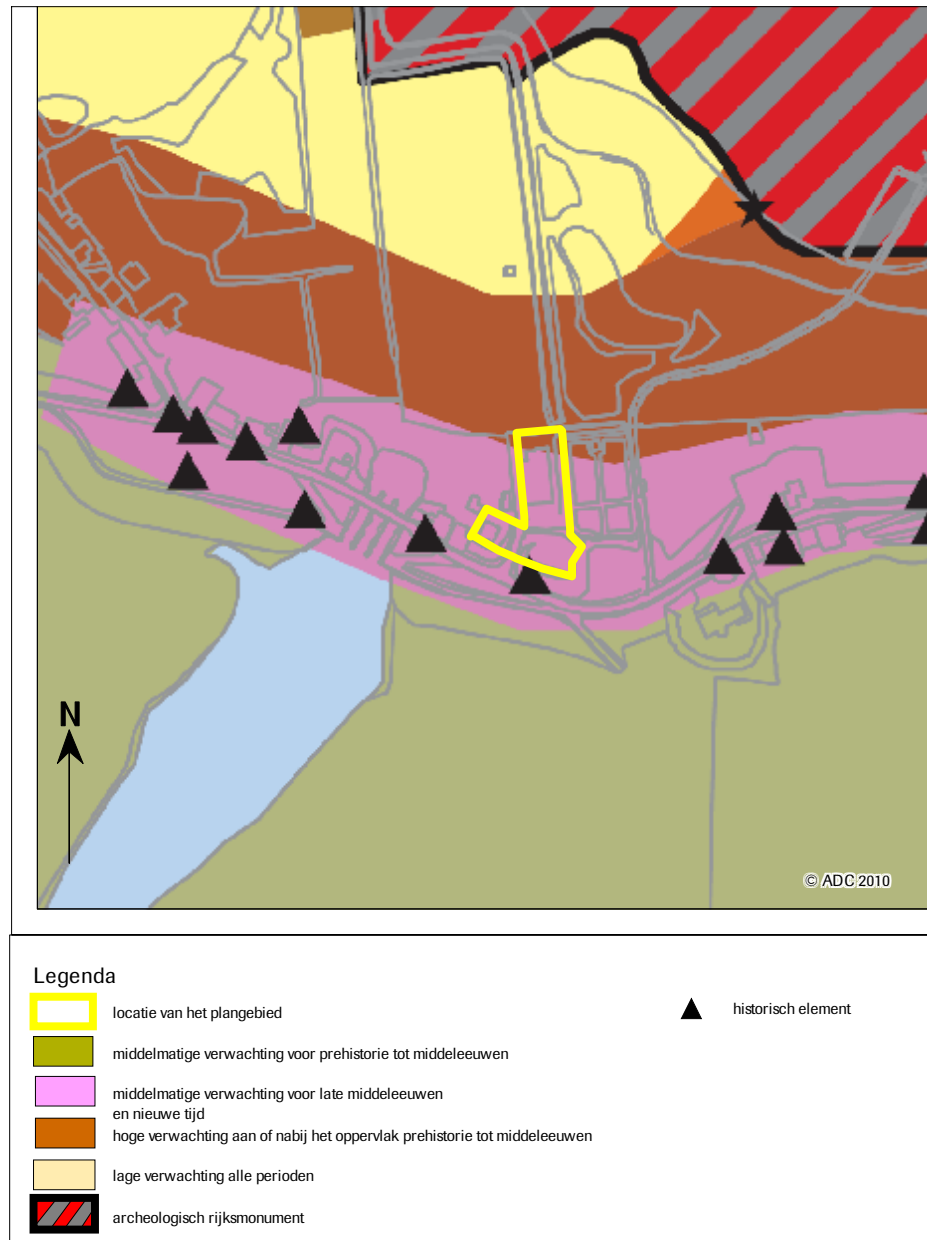 N
© ADC 2010
Legenda
locatie van het plangebied
historisch element
middelmatige verwachting voor prehistorie tot middeleeuwen
middelmatige verwachting voor late middeleeuwen
en nieuwe tijd
hoge verwachting aan of nabij het oppervlak prehistorie tot middeleeuwen
lage verwachting alle perioden
archeologisch rijksmonument